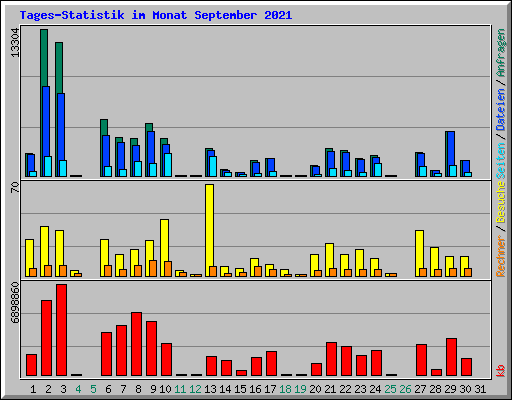 Tages-Statistik im Monat September 2021
13304
70
6898860
Anfragen / Dateien / Seiten
Besuche / Rechner
kb
1 2 3 4 5 6 7 8 9 10 11 12 13 14 15 16 17 18 19 20 21 22 23 24 25 26 27 28 29 30 31